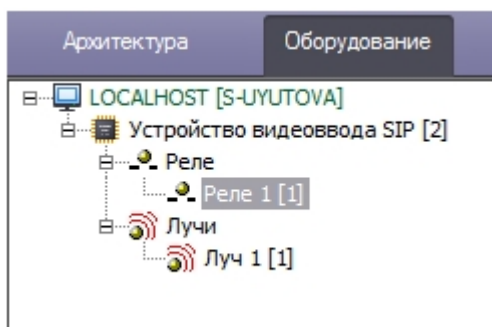 Архитектура Оборудование
LOCALHOST [S-UYUTOVA]
Устройство видеоввода SIP [2]
Реле
Реле 1 [1]
Лучи
Луч 1 [1]